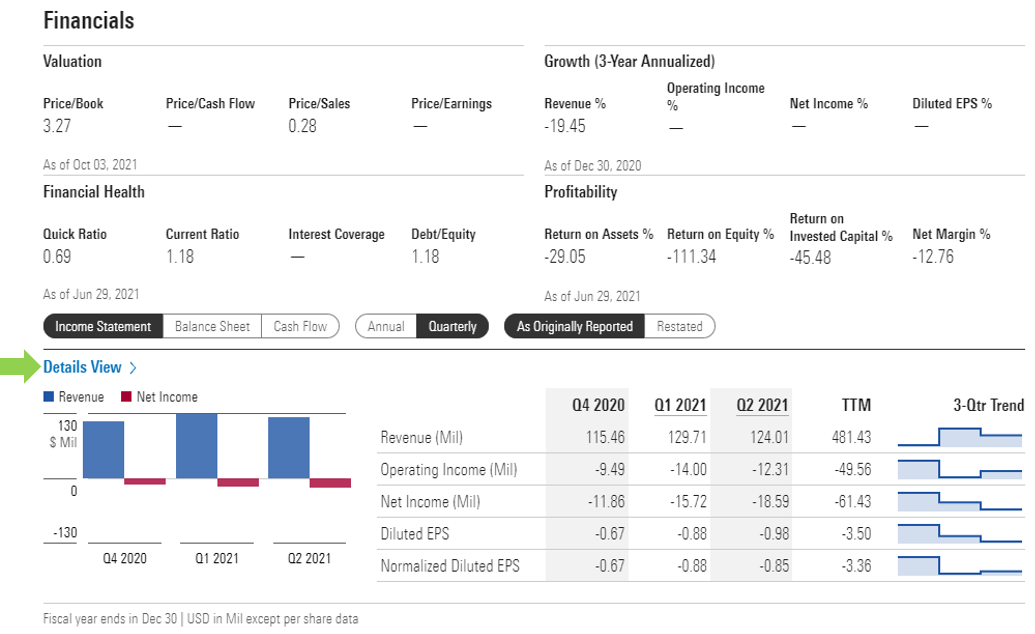 Financials
Valuation
Price/Book Price/Cash Flow Price/Sales Price/Earnings
3.27 — 0.28 —
As of Oct 03, 2021
Growth (3-Year Annualized)
Revenue % Operating Income % Net Income % Diluted EPS %
-19.45 — — —
As of Dec 30, 2020
Financial Health
Quick Ratio Current Ratio Interest Coverage Debt/Equity
0.69 1.18 — 1.18
As of Jun 29, 2021
Profitability
Return on Assets % Return on Equity % Return on Invested Capital % Net Margin %
-29.05 -111.34 -45.48 -12.76
As of Jun 29, 2021
Income Statement Balance Sheet Cash Flow Annual Quarterly As Originally Reported Restated
Details View >
Revenue Net Income
130
$ Mil
0
-130
Q4 2020 Q1 2021 Q2 2021
Q4 2020 Q1 2021 Q2 2021 TTM 3-Qtr Trend
Revenue (Mil) 115.46 129.71 124.01 481.43
Operating Income (Mil) -9.49 -14.00 -12.31 -49.56
Net Income (Mil) -11.86 -15.72 -18.59 -61.43
Diluted EPS -0.67 -0.88 -0.98 -3.50
Normalized Diluted EPS -0.67 -0.88 -0.85 -3.36
Fiscal year ends in Dec 30 | USD in Mil except per share data